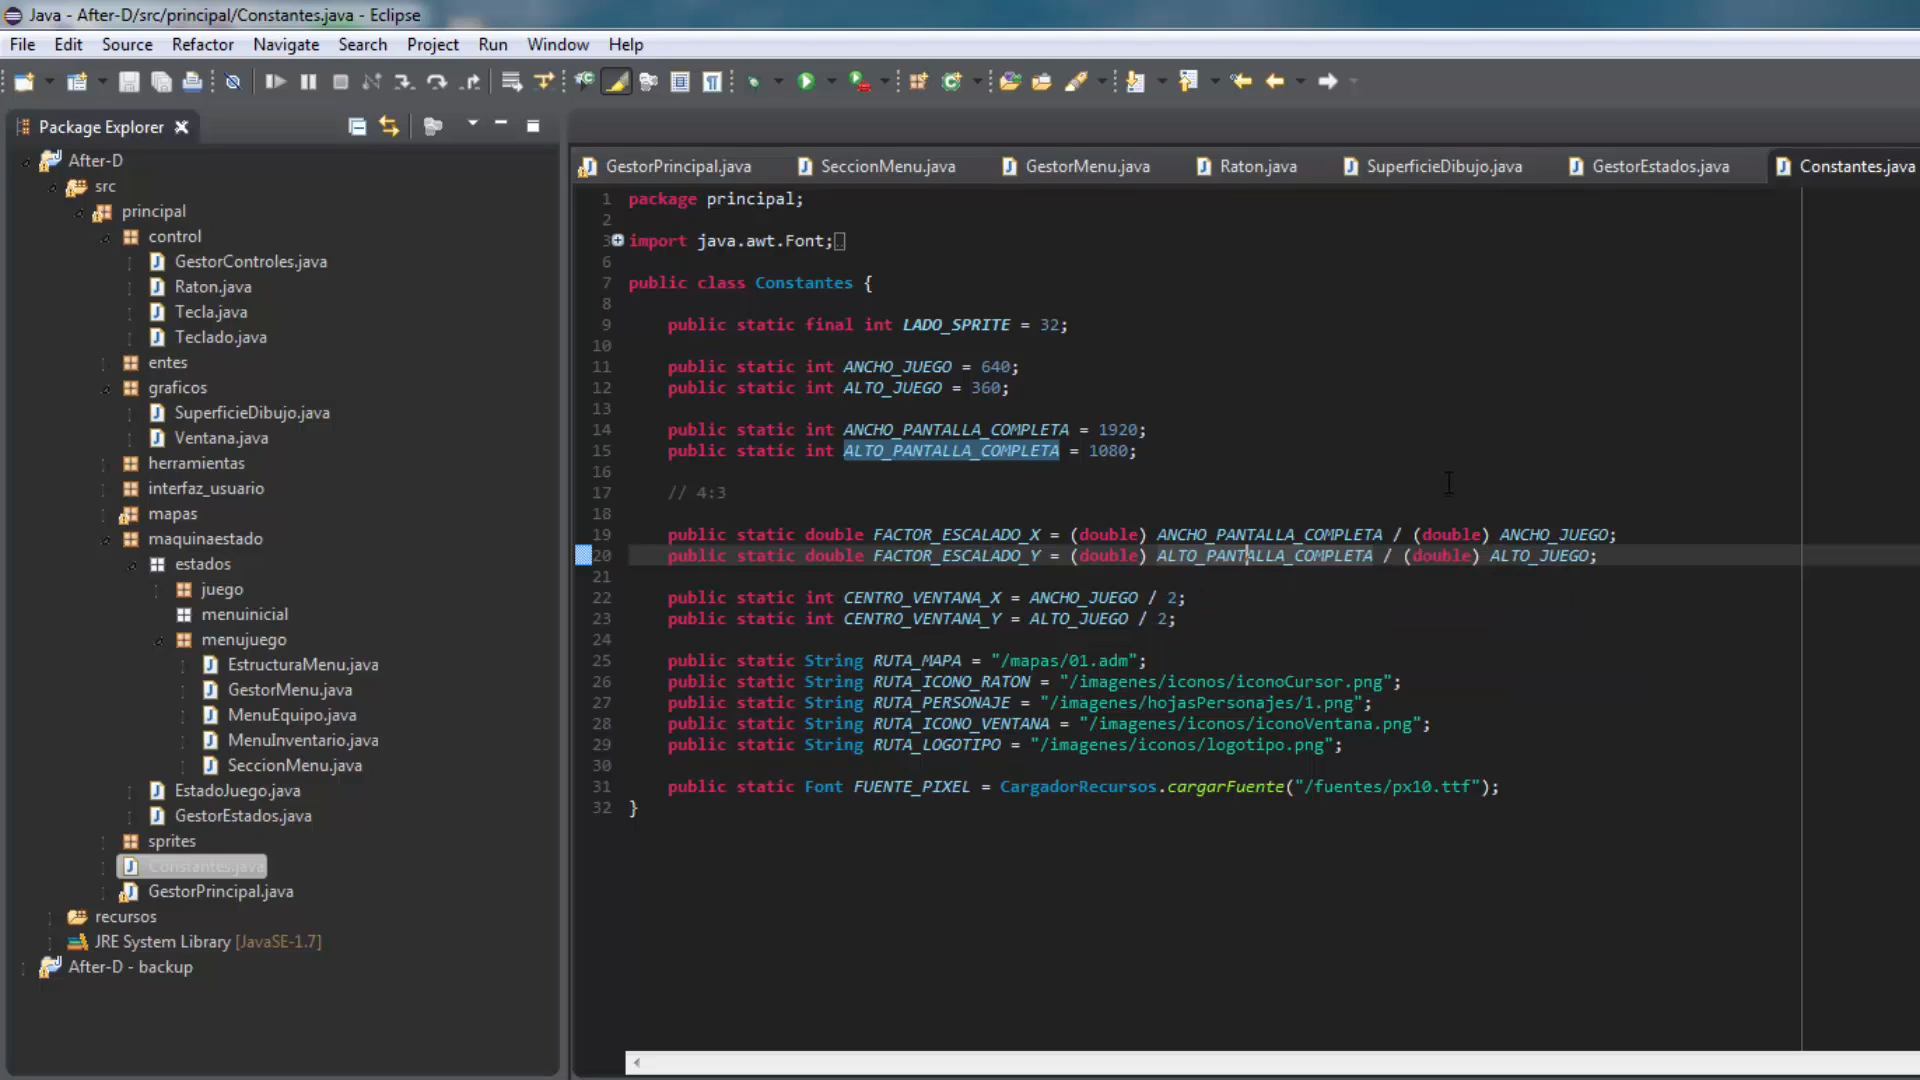 Java - After-D/src/principal/Constantes.java - Eclipse
File Edit Source Refactor Navigate Search Project Run Window Help
Package Explorer
After-D
src
principal
control
GestorControles.java
Raton.java
Tecla.java
Teclado.java
entes
graficos
SuperficieDibujo.java
Ventana.java
herramientas
interfaz_usuario
mapas
maquinaestado
estados
juego
menuinicial
menujuego
EstructuraMenu.java
GestorMenu.java
MenuEquipo.java
MenuInventario.java
SeccionMenu.java
EstadoJuego.java
GestorEstados.java
sprites
Constantes.java
GestorPrincipal.java
recursos
JRE System Library [JavaSE-1.7]
After-D - backup
GestorPrincipal.java SeccionMenu.java GestorMenu.java Raton.java SuperficieDibujo.java GestorEstados.java Constantes.java
1 package principal;
2
3 import java.awt.Font;
6
7 public class Constantes {
8
9 public static final int LADO_SPRITE = 32;
10
11 public static int ANCHO_JUEGO = 640;
12 public static int ALTO_JUEGO = 360;
13
14 public static int ANCHO_PANTALLA_COMPLETA = 1920;
15 public static int ALTO_PANTALLA_COMPLETA = 1080;
16
17 // 4:3
18
19 public static double FACTOR_ESCALADO_X = (double) ANCHO_PANTALLA_COMPLETA / (double) ANCHO_JUEGO;
20 public static double FACTOR_ESCALADO_Y = (double) ALTO_PANTALLA_COMPLETA / (double) ALTO_JUEGO;
21
22 public static int CENTRO_VENTANA_X = ANCHO_JUEGO / 2;
23 public static int CENTRO_VENTANA_Y = ALTO_JUEGO / 2;
24
25 public static String RUTA_MAPA = "/mapas/01.adm";
26 public static String RUTA_ICONO_RATON = "/imagenes/iconos/iconoCursor.png";
27 public static String RUTA_PERSONAJE = "/imagenes/hojasPersonajes/1.png";
28 public static String RUTA_ICONO_VENTANA = "/imagenes/iconos/iconoVentana.png";
29 public static String RUTA_LOGOTIPO = "/imagenes/iconos/logotipo.png";
30
31 public static Font FUENTE_PIXEL = CargadorRecursos.cargarFuente("/fuentes/px10.ttf");
32 }